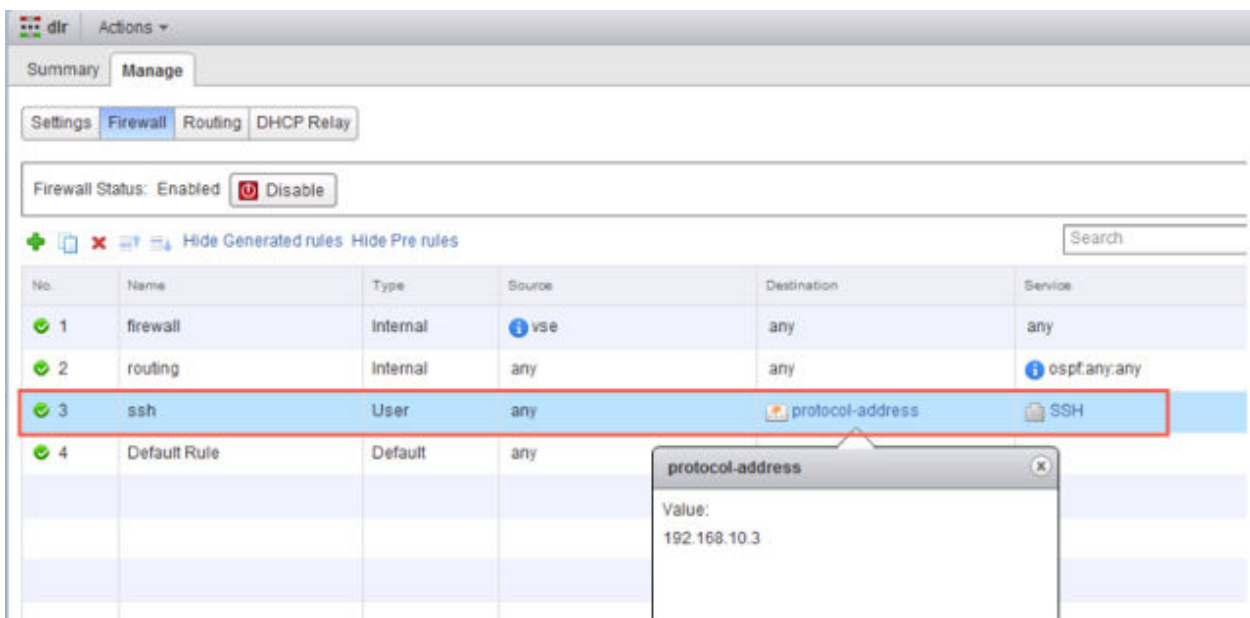 dlr Actions
Summary Manage
Settings Firewall Routing DHCP Relay
Firewall Status: Enabled Disable
Hide Generated rules Hide Pre rules Search
No. Name Type Source Destination Service
1 firewall Internal vse any any
2 routing Internal any any ospf:any:any
3 ssh User any protocol-address SSH
4 Default Rule Default any
protocol-address
Value:
192.168.10.3